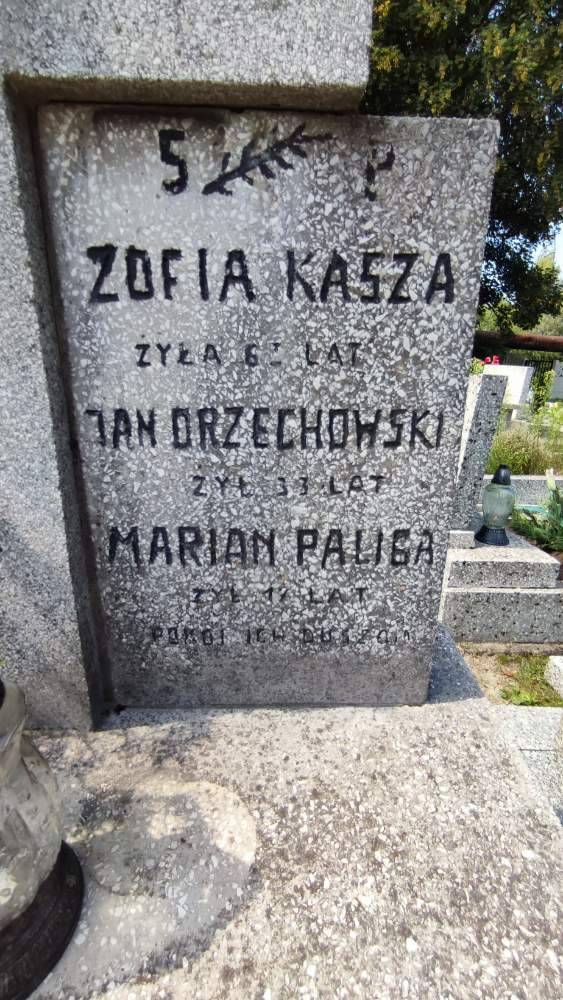 Ś P
ZOFIA KASZA
ŻYŁA LAT
JAN ORZECHOWSKI
ŻYŁ 33 LAT
MARIAN PALIGA
ŻYŁ 17 LAT
POKÓJ ICH DUSZOM